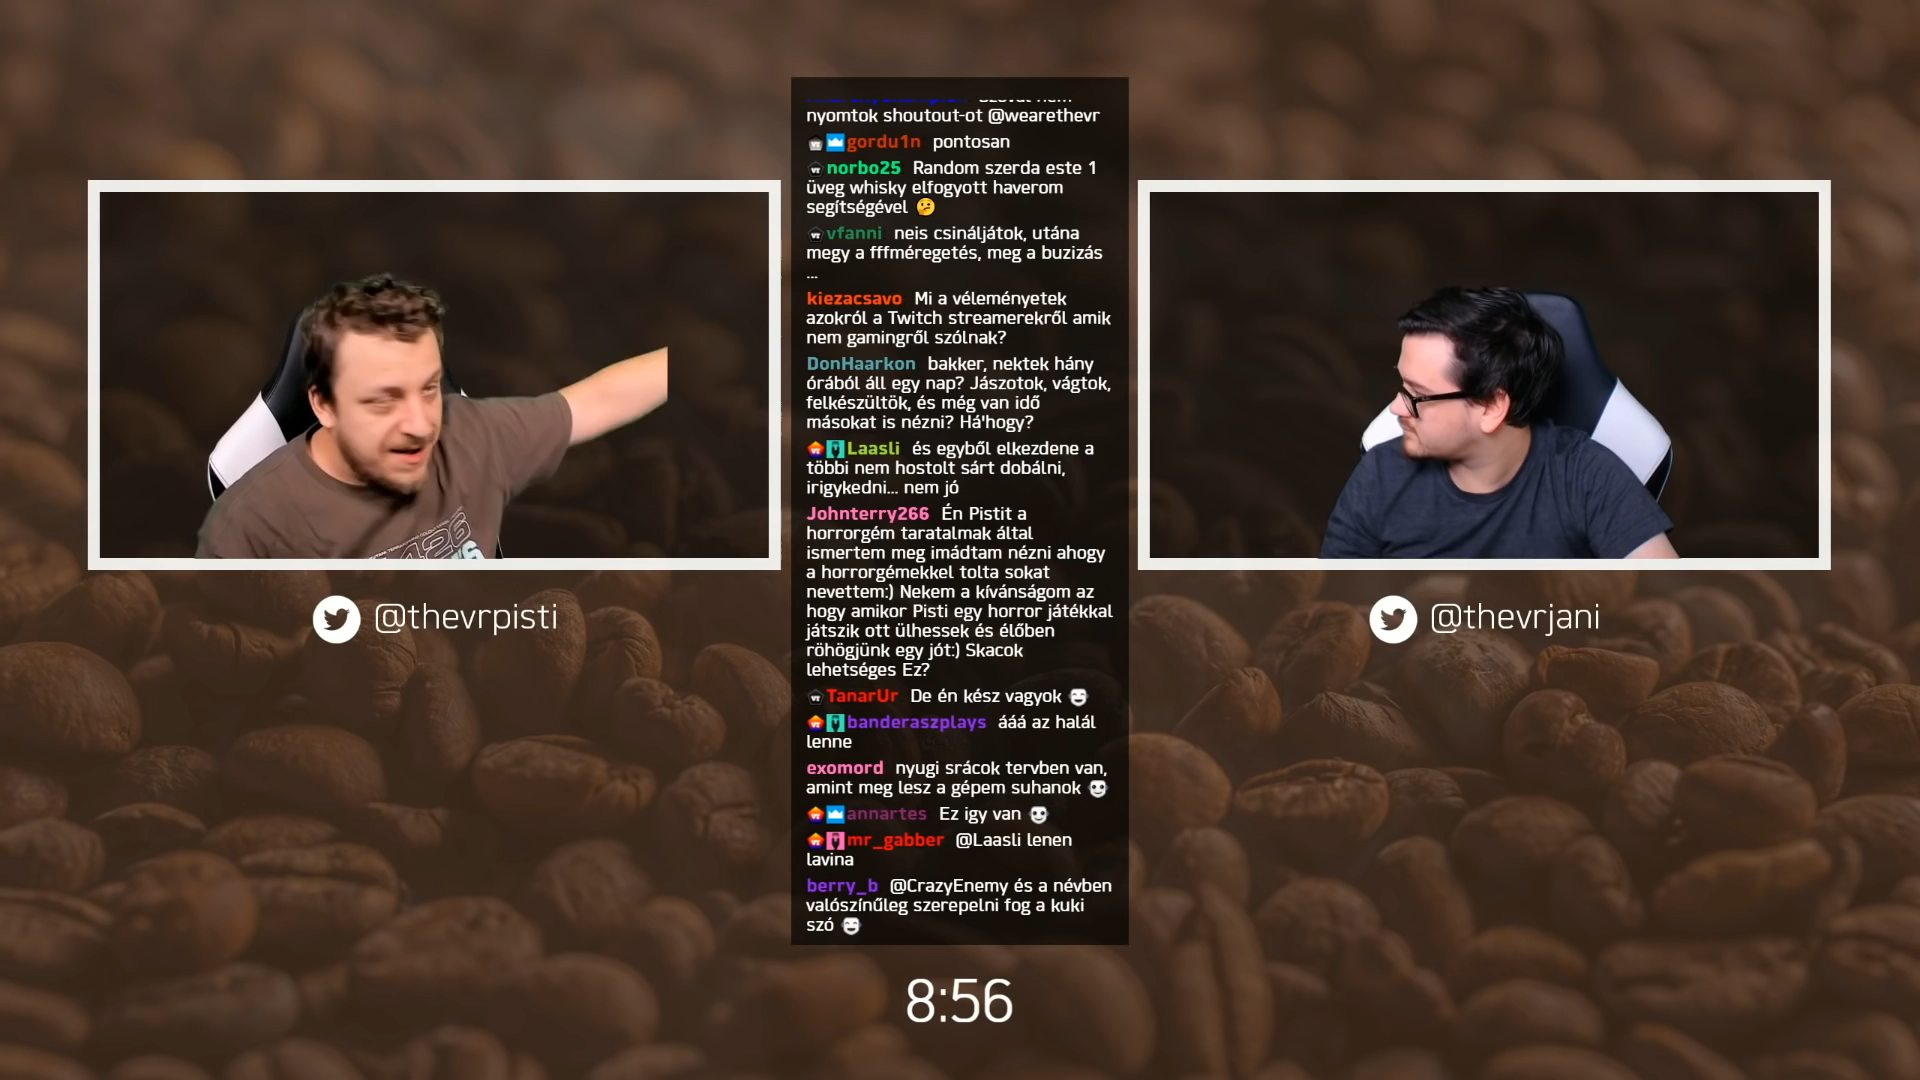 nyomtok shoutout-ot @wearethevr
gordu1n pontosan
norbo25 Random szerda este 1
üveg whisky elfogyott haverom
segítségével
vfanni neis csináljátok, utána
megy a fffméregetés, meg a buzizás
...
kiezacsavo Mi a véleményetek
azokról a Twitch streamerekről amik
nem gamingről szólnak?
DonHaarkon bakker, nektek hány
órából áll egy nap? Jászotok, vágtok,
felkészültök, és még van idő
másokat is nézni? Há'hogy?
Laasli és egyből elkezdene a
többi nem hostolt sárt dobálni,
irigykedni... nem jó
Johnterry266 Én Pistit a
horrorgém taratalmak által
ismertem meg imádtam nézni ahogy
a horrorgémekkel tolta sokat
nevettem:) Nekem a kívánságom az
hogy amikor Pisti egy horror játékkal
játszik ott ülhessek és élőben
röhögjünk egy jót:) Skacok
lehetséges Ez?
TanarUr De én kész vagyok
banderaszplays ááá az halál
lenne
exomord nyugi srácok tervben van,
amint meg lesz a gépem suhanok
annartes Ez igy van
mr_gabber @Laasli lenen
lavina
berry_b @CrazyEnemy és a névben
valószínűleg szerepelni fog a kuki
szó
@thevrpisti
@thevrjani
8:56